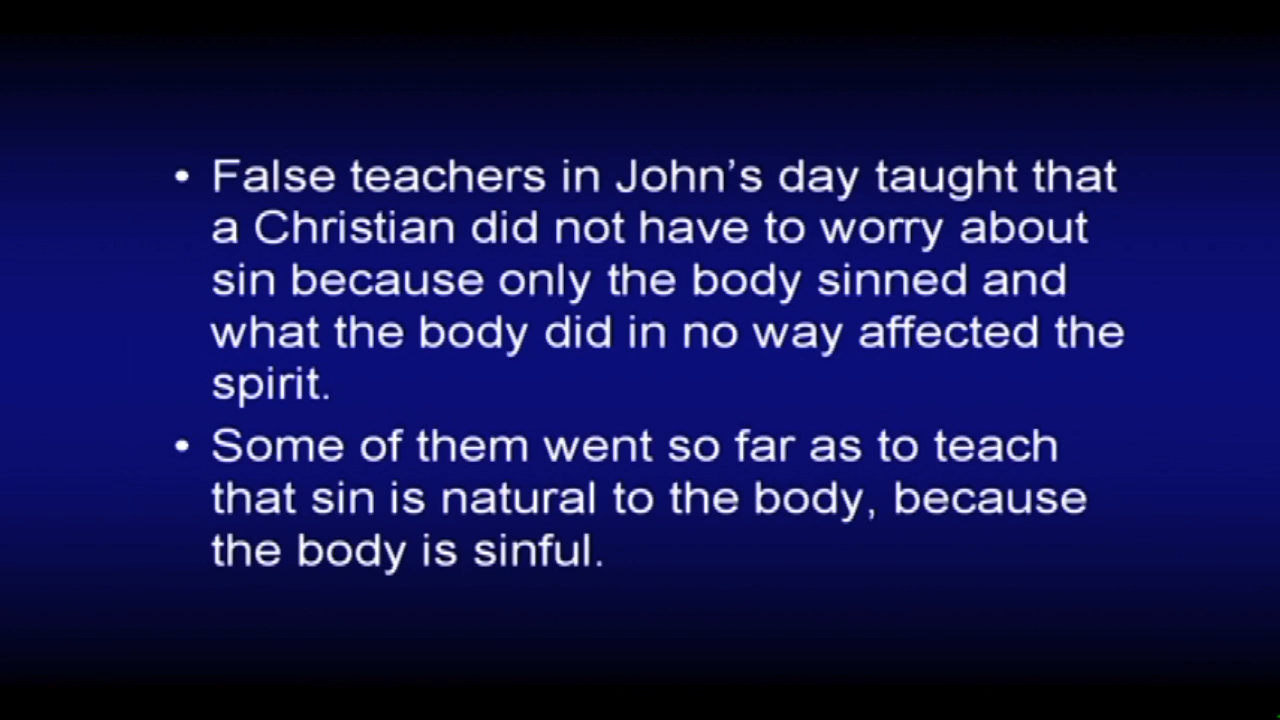 • False teachers in John’s day taught that
a Christian did not have to worry about
sin because only the body sinned and
what the body did in no way affected the
spirit.
• Some of them went so far as to teach
that sin is natural to the body, because
the body is sinful.